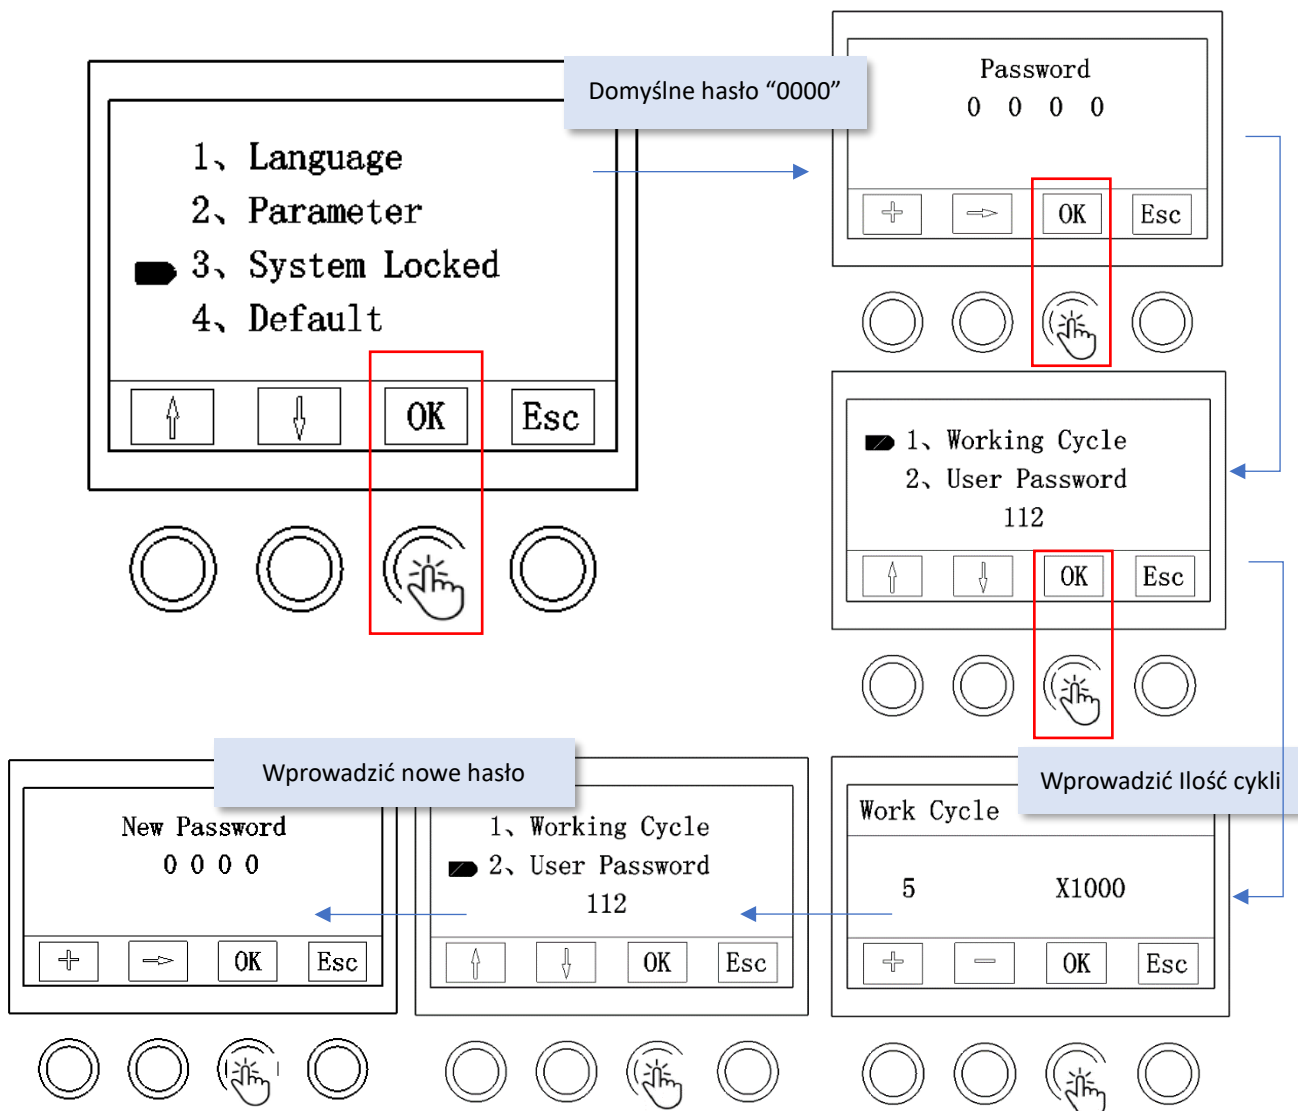 Domyślne hasło “0000”
1、Language
2、Parameter
3、System Locked
4、Default
OK Esc
Password
0 0 0 0
OK Esc
1、Working Cycle
2、User Password
112
OK Esc
Wprowadzić Ilość cykli
Work Cycle
5 X1000
OK Esc
1、Working Cycle
2、User Password
112
OK Esc
Wprowadzić nowe hasło
New Password
0 0 0 0
OK Esc